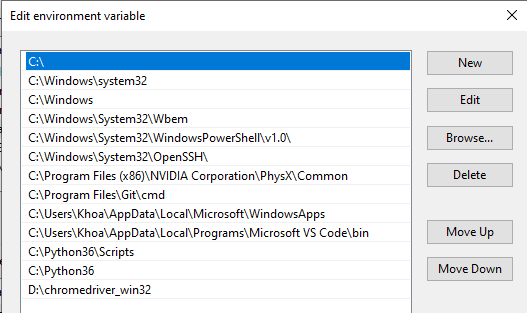 Edit environment variable
C:\
C:\Windows\system32
C:\Windows
C:\Windows\System32\Wbem
C:\Windows\System32\WindowsPowerShell\v1.0\
C:\Windows\System32\OpenSSH\
C:\Program Files (x86)\NVIDIA Corporation\PhysX\Common
C:\Program Files\Git\cmd
C:\Users\Khoa\AppData\Local\Microsoft\WindowsApps
C:\Users\Khoa\AppData\Local\Programs\Microsoft VS Code\bin
C:\Python36\Scripts
C:\Python36
D:\chromedriver_win32
New
Edit
Browse...
Delete
Move Up
Move Down